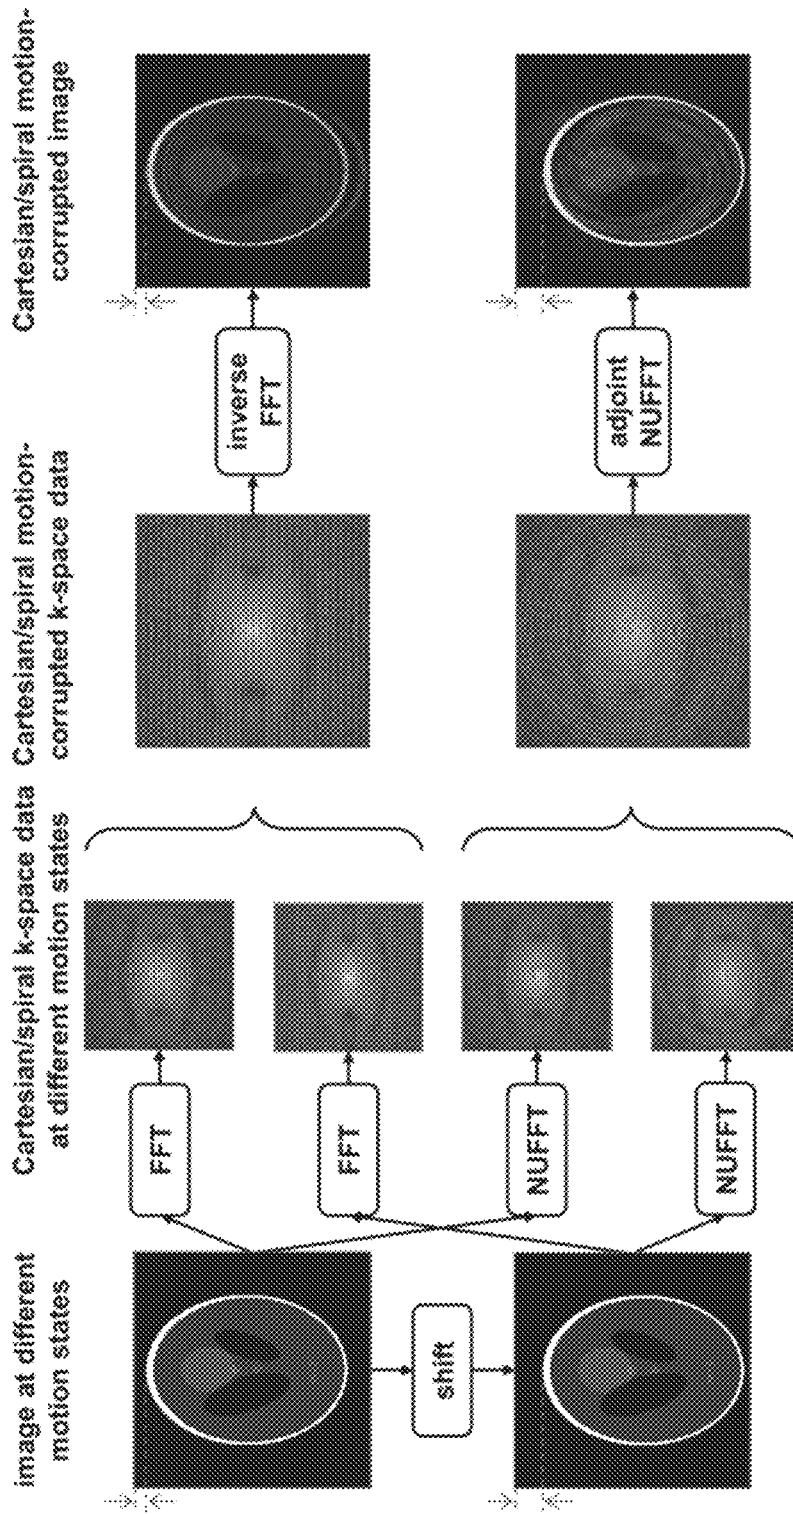 image at different
motion states
Cartesian/spiral k-space data
at different motion states
Cartesian/spiral motion-
corrupted k-space data
Cartesian/spiral motion-
corrupted image
shift
FFT
FFT
NUFFT
NUFFT
inverse
FFT
adjoint
NUFFT